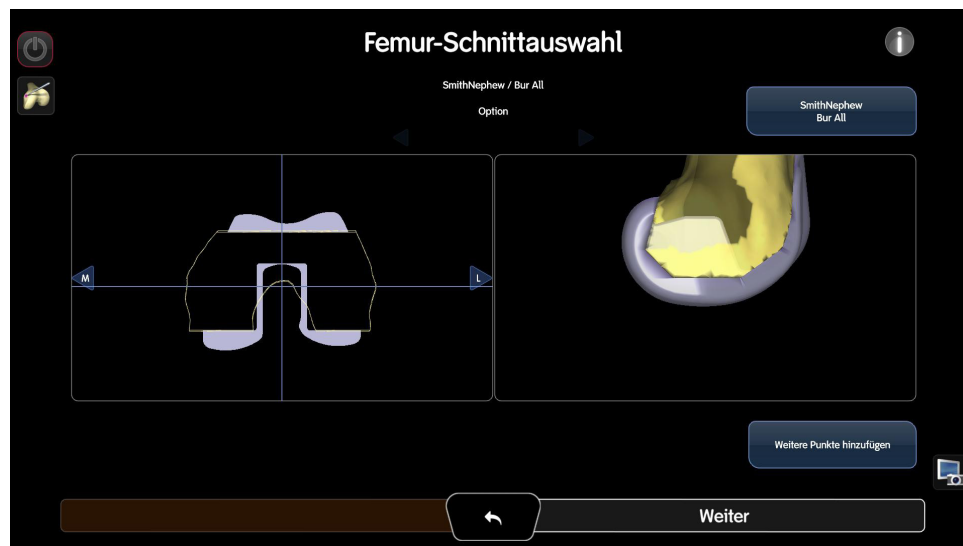 Femur-Schnittauswahl
i
SmithNephew / Bur All
Option
SmithNephew
Bur All
M
L
Weitere Punkte hinzufügen
Weiter